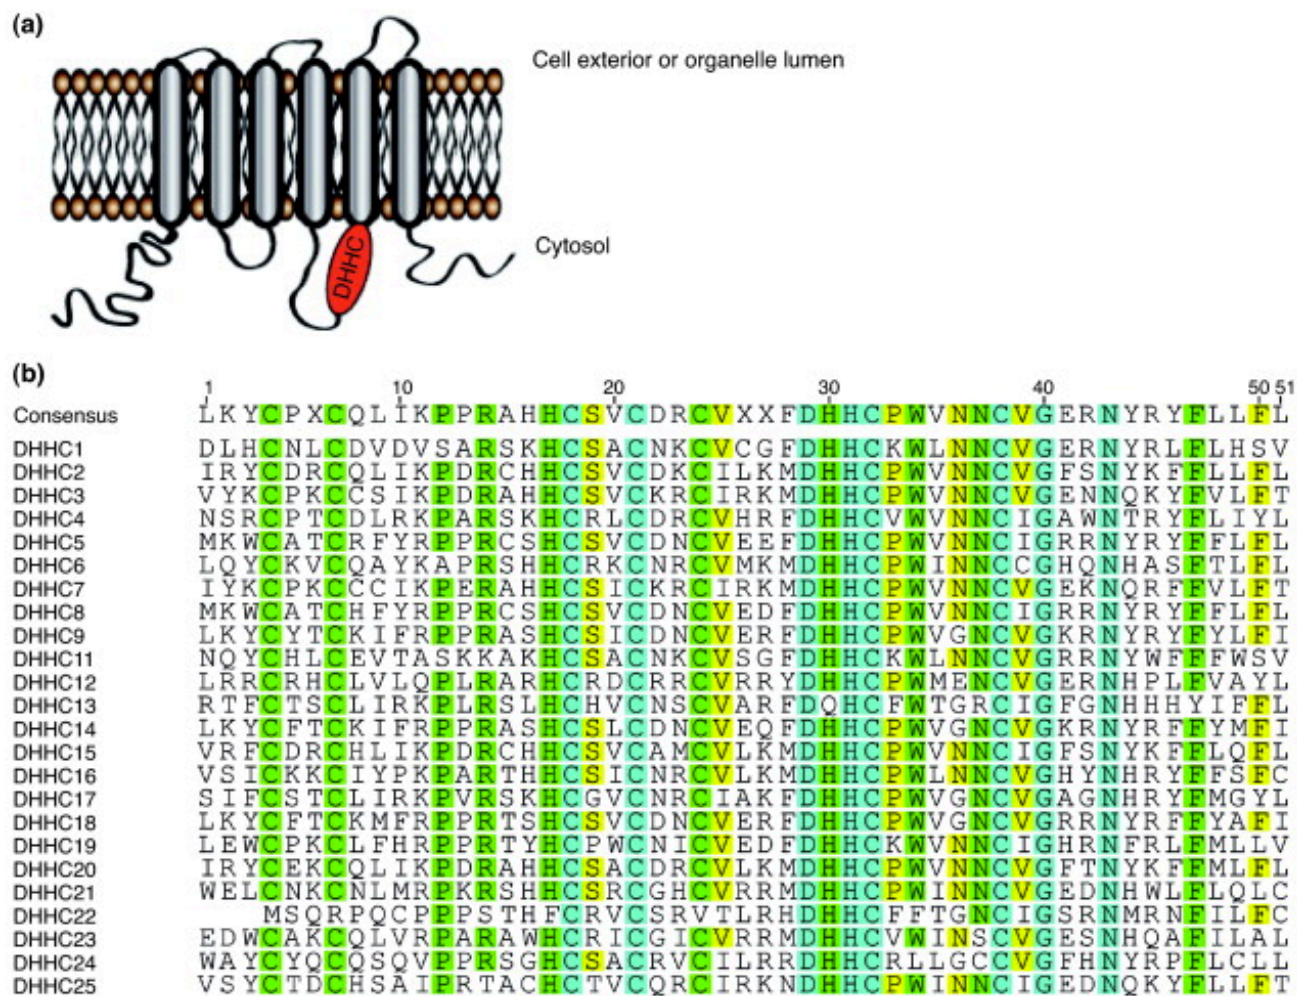 (a)
Cell exterior or organelle lumen
Cytosol
DHHC
(b)
1 10 20 30 40 50 51
Consensus LKYCPXCQLIKPPRAHHCSVCDRCVXXFDHHCPWVNNCVGERNYRYFLLFL
DHHC1 DLHCNLCDVDVSARSKHCSACNKCVCGFDHHCKWLNNCVGERNYRLFLHSV
DHHC2 IRYCDRCQLIKPDRCHHCSVCDKCILKMDHHCPWVNNCVGFSNYKFFLLFL
DHHC3 VYKCPKCCSIKPDRAHHCSVCKRCIRKMDHHCPWVNNCVGENNQKYFVLFT
DHHC4 NSRCPTCDLRKPARSKHCRLCDRCVHRFDHHCVWVNNCIGAWNTRYFLIYL
DHHC5 MKWCATCRFYRPPRCSHCSVCDNCVEEFDHHCPWVNNCIGRRNYRYFFLFL
DHHC6 LQYCKVCQAYKAPRSHHCRKCNRCVMKMDHHCPWINNCCGHQNHASFTLFL
DHHC7 IYKCPKCCCIKPERAHHCSICKRCIRKMDHHCPWVNNCVGEKNQRFFVLFT
DHHC8 MKWCATCHFYRPPRCSHCSVCDNCVEDFDHHCPWVNNCIGRRNYRYFFLFL
DHHC9 LKYCYTCKIFRPPRASHCSICDNCVERFDHHCPWVGNCVGKRNYRYFYLFI
DHHC11 NQYCHLCEVTASKKAKHCSACNKCVSGFDHHCKWLNNCVGRRNYWFFFWSV
DHHC12 LRRCRHCLVLQPLRARHCRDCRRCVRRYDHHCPWMENCVGERNHPLFVAYL
DHHC13 RTFCTSCLIRKPLRSLHCHVCNSCVARFDQHCFWTGRCIGFGNHHHYIFFL
DHHC14 LKYCFTCKIFRPPRASHCSLCDNCVEQFDHHCPWVGNCVGKRNYRFFYMFI
DHHC15 VRFCDRCHLIKPDRCHHCSVCAMCVLKMDHHCPWVNNCIGFSNYKFFLQFL
DHHC16 VSICKKCIYPKPARTHHCSICNRCVLKMDHHCPWLNNCVGHYNHRYFFSFC
DHHC17 SIFCSTCLIRKPVRSKHCGVCNRCIAKFDHHCPWVGNCVGAGNHRYFMGYL
DHHC18 LKYCFTCKMFRPPRTSHCSVCDNCVERFDHHCPWVGNCVGRRNYRFFYAFI
DHHC19 LEWCPKCLFHRPPRTYHCPWCNICVEDFDHHCKWVNNCIGHRNFRLFMLLV
DHHC20 IRYCEKCQLIKPDRAHHCSACDRCVLKMDHHCPWVNNCVGFTNYKFFMLFL
DHHC21 WELCNKCNLMRPKRSHHCSRCGHCVRRMDHHCPWINNCVGEDNHWLFLQLC
DHHC22 MSQRPQCPPPSTHFCRVCSRVTLRHDHHCFFTGNCIGSRNMRNFILFC
DHHC23 EDWCAKCQLVRPARAWHCRICGICVRRMDHHCVWINSCVGESNHQAFILAL
DHHC24 WAYCYQCQSQVPPRSGHCSACRVCILRRDHHCRLLGCCVGFHNYRPFLCLL
DHHC25 VSYCTDCHSAIPRTACHCTVCQRCIRKNDHHCPWINNCIGEDNQKYFLLFT